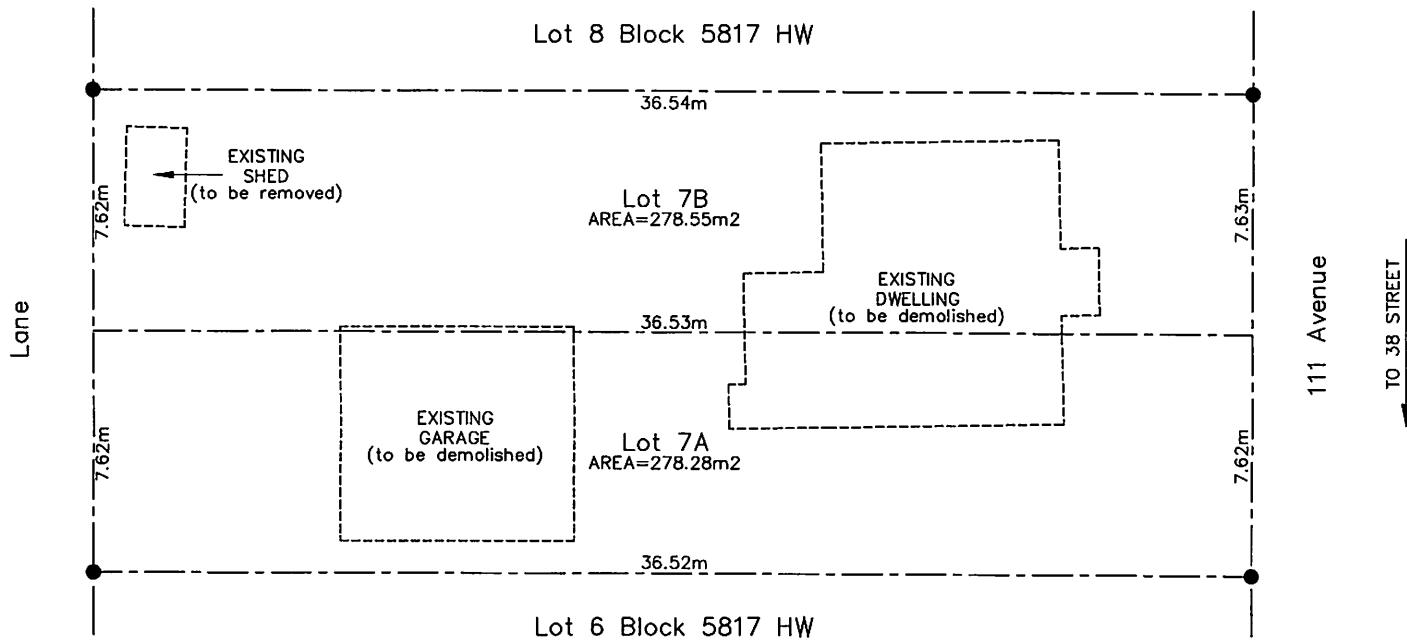 Lot 8 Block 5817 HW
36.54m
EXISTING
SHED
(to be removed)
7.62m
Lot 7B
AREA=278.55m2
7.63m
EXISTING
DWELLING
(to be demolished)
Lane
36.53m
111 Avenue
TO 38 STREET
EXISTING
GARAGE
(to be demolished)
7.62m
Lot 7A
AREA=278.28m2
7.62m
36.52m
Lot 6 Block 5817 HW